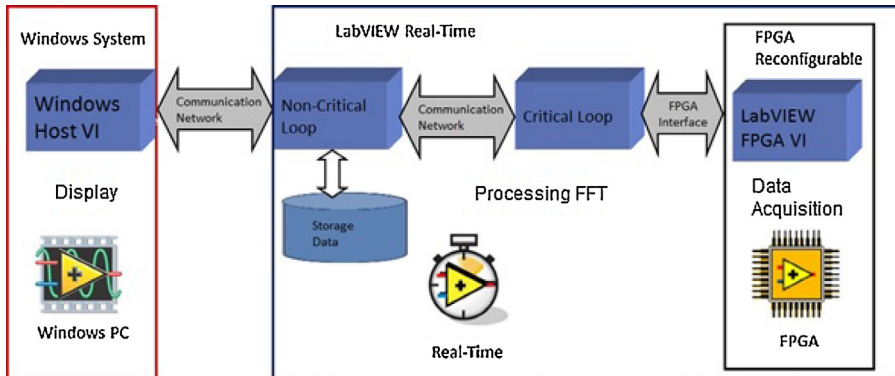 Windows System
LabVIEW Real-Time
FPGA
Reconfigurable
Windows
Host VI
Communication
Network
Non-Critical
Loop
Communication
Network
Critical Loop
FPGA
Interface
LabVIEW
FPGA VI
Display
Storage
Data
Processing FFT
Data
Acquisition
Windows PC
Real-Time
FPGA